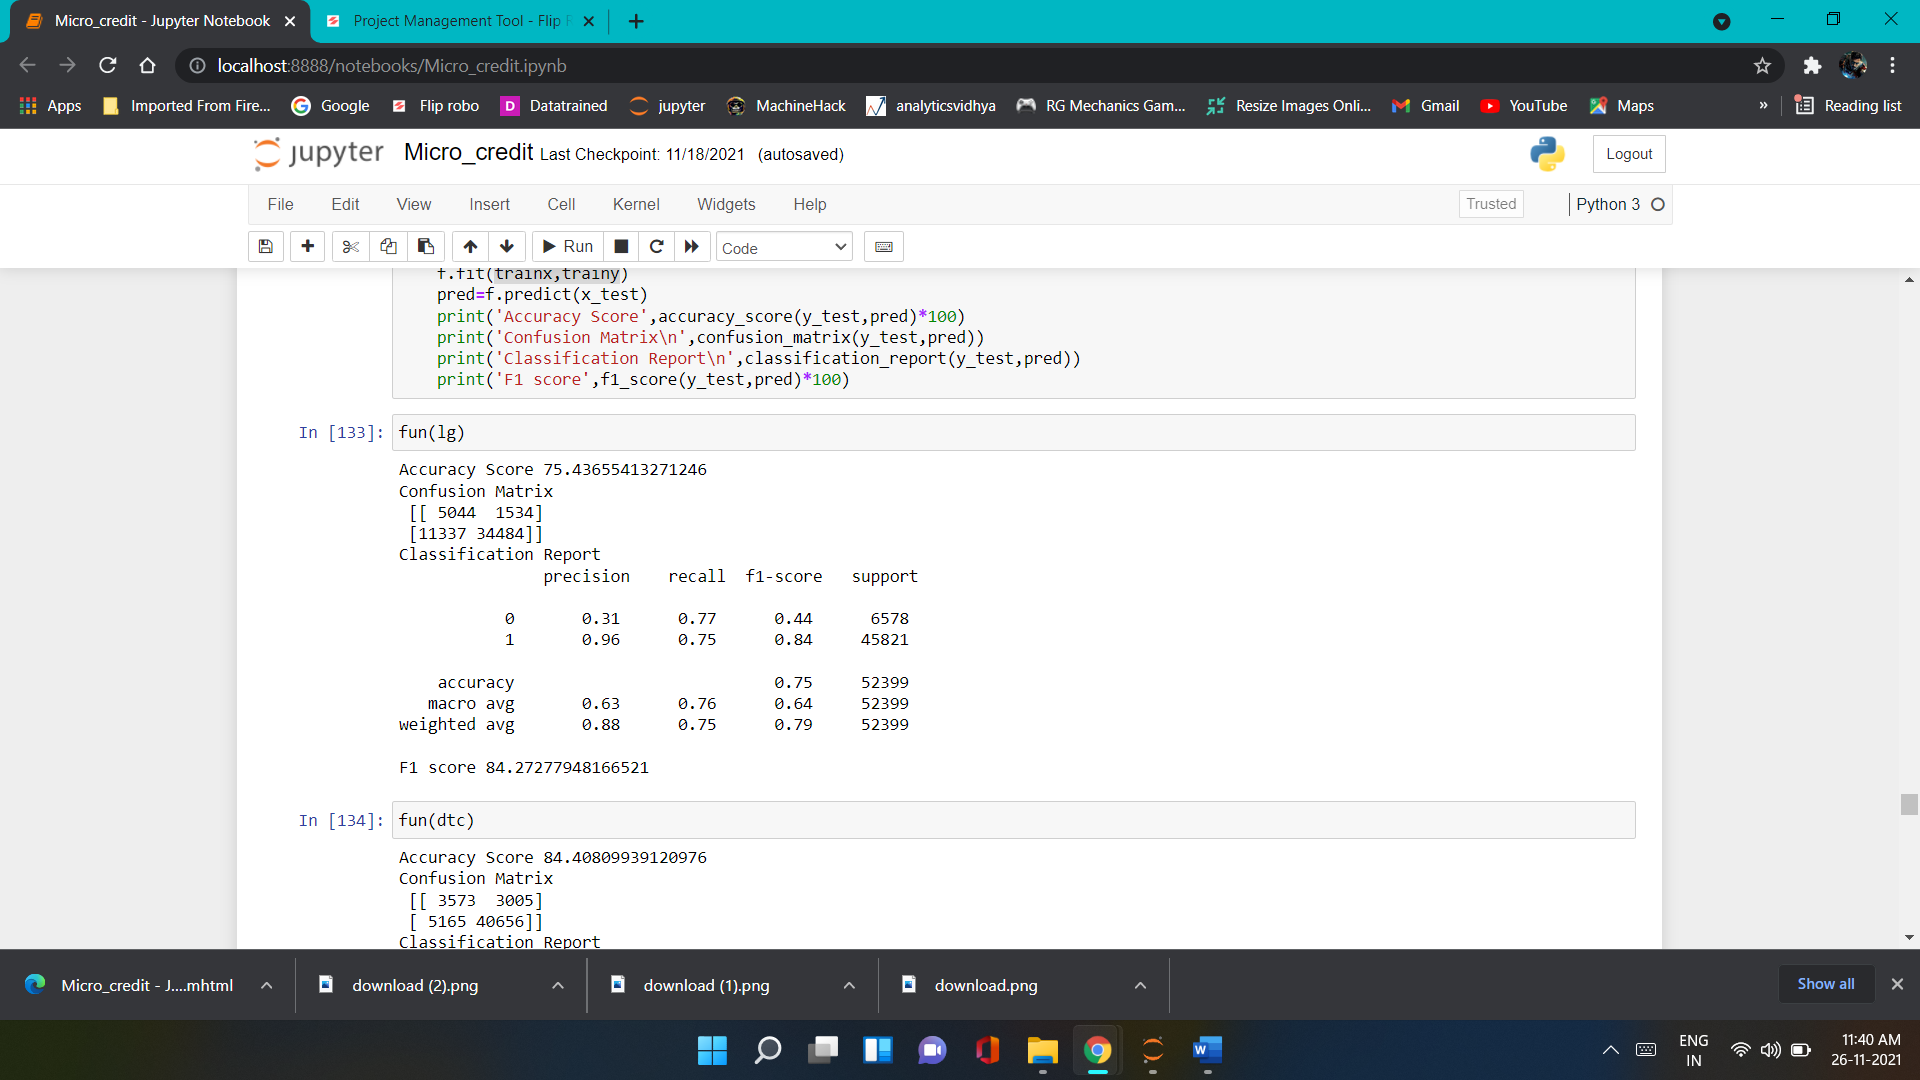 Micro_credit - Jupyter Notebook
Project Management Tool - Flip R
localhost:8888/notebooks/Micro_credit.ipynb
Apps
Imported From Fire...
Google
Flip robo
D
Datatrained
jupyter
MachineHack
analyticsvidhya
RG Mechanics Gam...
Resize Images Onli...
Gmail
YouTube
Maps
»
Reading list
jupyter
Micro_credit Last Checkpoint: 11/18/2021 (autosaved)
Logout
File Edit View Insert Cell Kernel Widgets Help
Trusted
Python 3
Run
Code
f.fit(trainx,trainy)
pred=f.predict(x_test)
print('Accuracy Score',accuracy_score(y_test,pred)*100)
print('Confusion Matrix\n',confusion_matrix(y_test,pred))
print('Classification Report\n',classification_report(y_test,pred))
print('F1 score',f1_score(y_test,pred)*100)
In [133]: fun(lg)
Accuracy Score 75.43655413271246
Confusion Matrix
[[ 5044  1534]
[11337 34484]]
Classification Report
precision recall f1-score support
0 0.31 0.77 0.44 6578
1 0.96 0.75 0.84 45821
accuracy 0.75 52399
macro avg 0.63 0.76 0.64 52399
weighted avg 0.88 0.75 0.79 52399
F1 score 84.27277948166521
In [134]: fun(dtc)
Accuracy Score 84.40809939120976
Confusion Matrix
[[ 3573  3005]
[ 5165 40656]]
Classification Report
Micro_credit - J....mhtml
download (2).png
download (1).png
download.png
Show all
W
ENG
IN
11:40 AM
26-11-2021